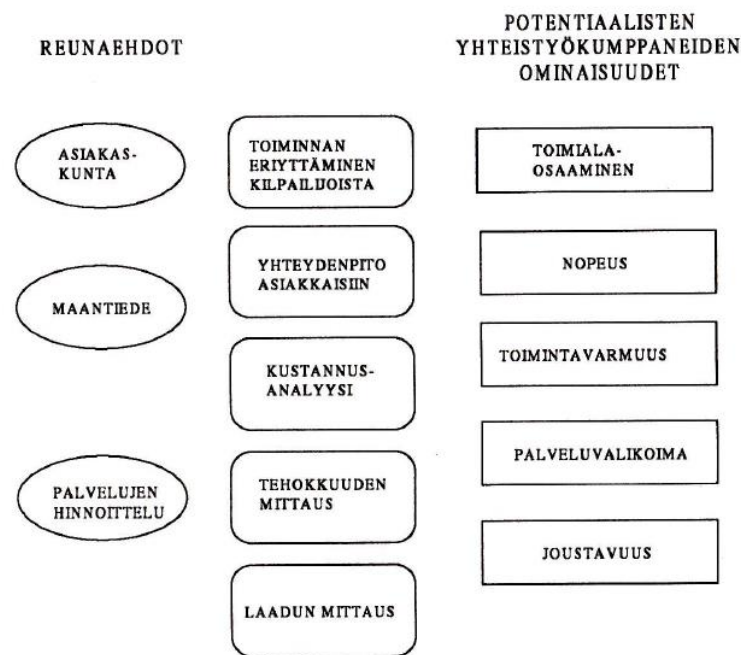 REUNAEHDOT
POTENTIAALISTEN
YHTEISTYÖKUMPPANEIDEN
OMINAISUUDET
ASIAKAS-
KUNTA
MAANTIEDE
PALVELUJEN
HINNOITTELU
TOIMINNAN
ERIYTTÄMINEN
KILPAILIJOISTA
YHTEYDENPITO
ASIAKKAISIIN
KUSTANNUS-
ANALYYSI
TEHOKKUUDEN
MITTAUS
LAADUN MITTAUS
TOIMIALA-
OSAAMINEN
NOPEUS
TOIMINTAVARMUUS
PALVELUVALIKOIMA
JOUSTAVUUS